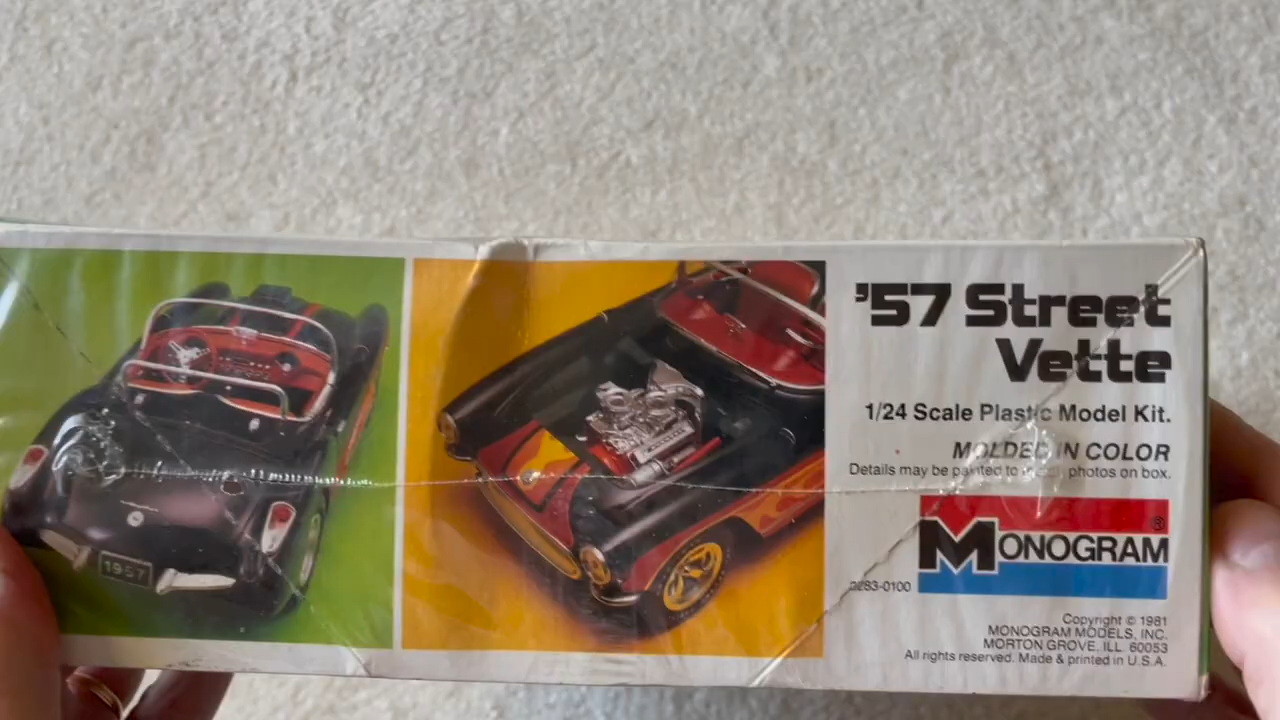 '57 Street
Vette
1/24 Scale Plastic Model Kit.
MOLDED IN COLOR
Details may be painted to match photos on box.
MONOGRAM®
2283-0100
Copyright © 1981
MONOGRAM MODELS, INC.
MORTON GROVE, ILL. 60053
All rights reserved. Made & printed in U.S.A.
1957